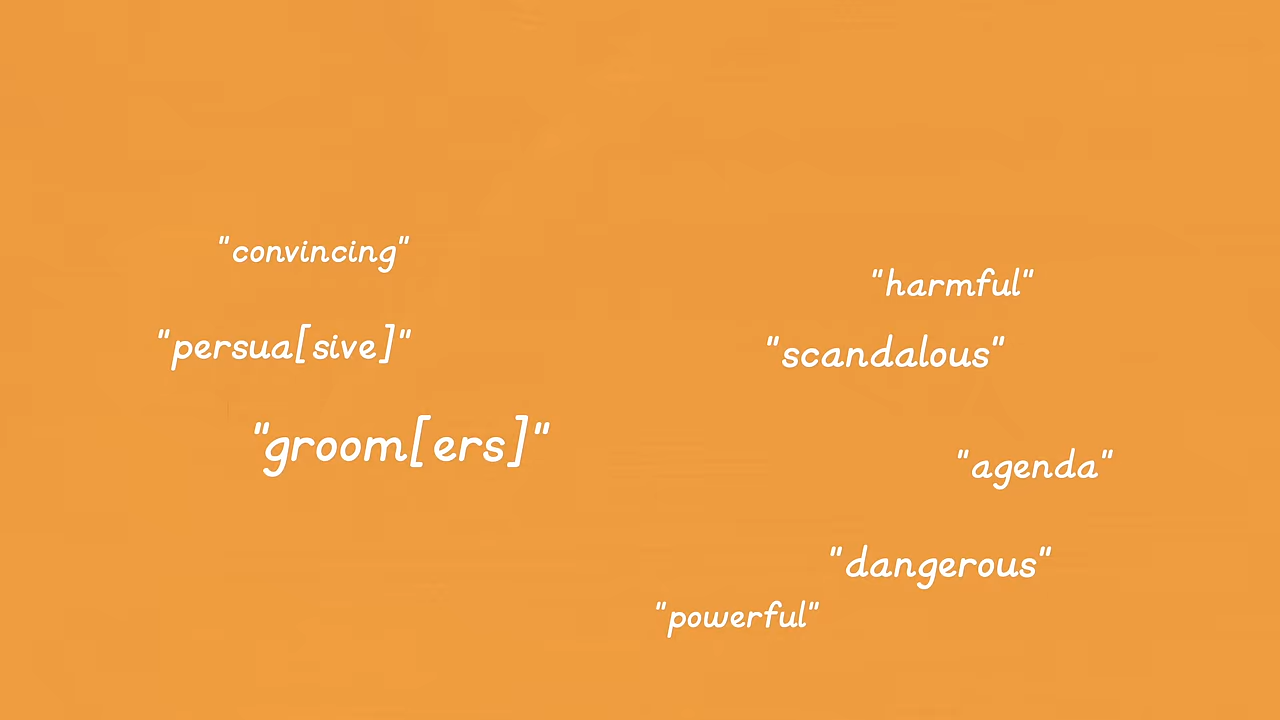 "convincing"
"harmful"
"persua[sive]"
"scandalous"
"groom[ers]"
"agenda"
"dangerous"
"powerful"